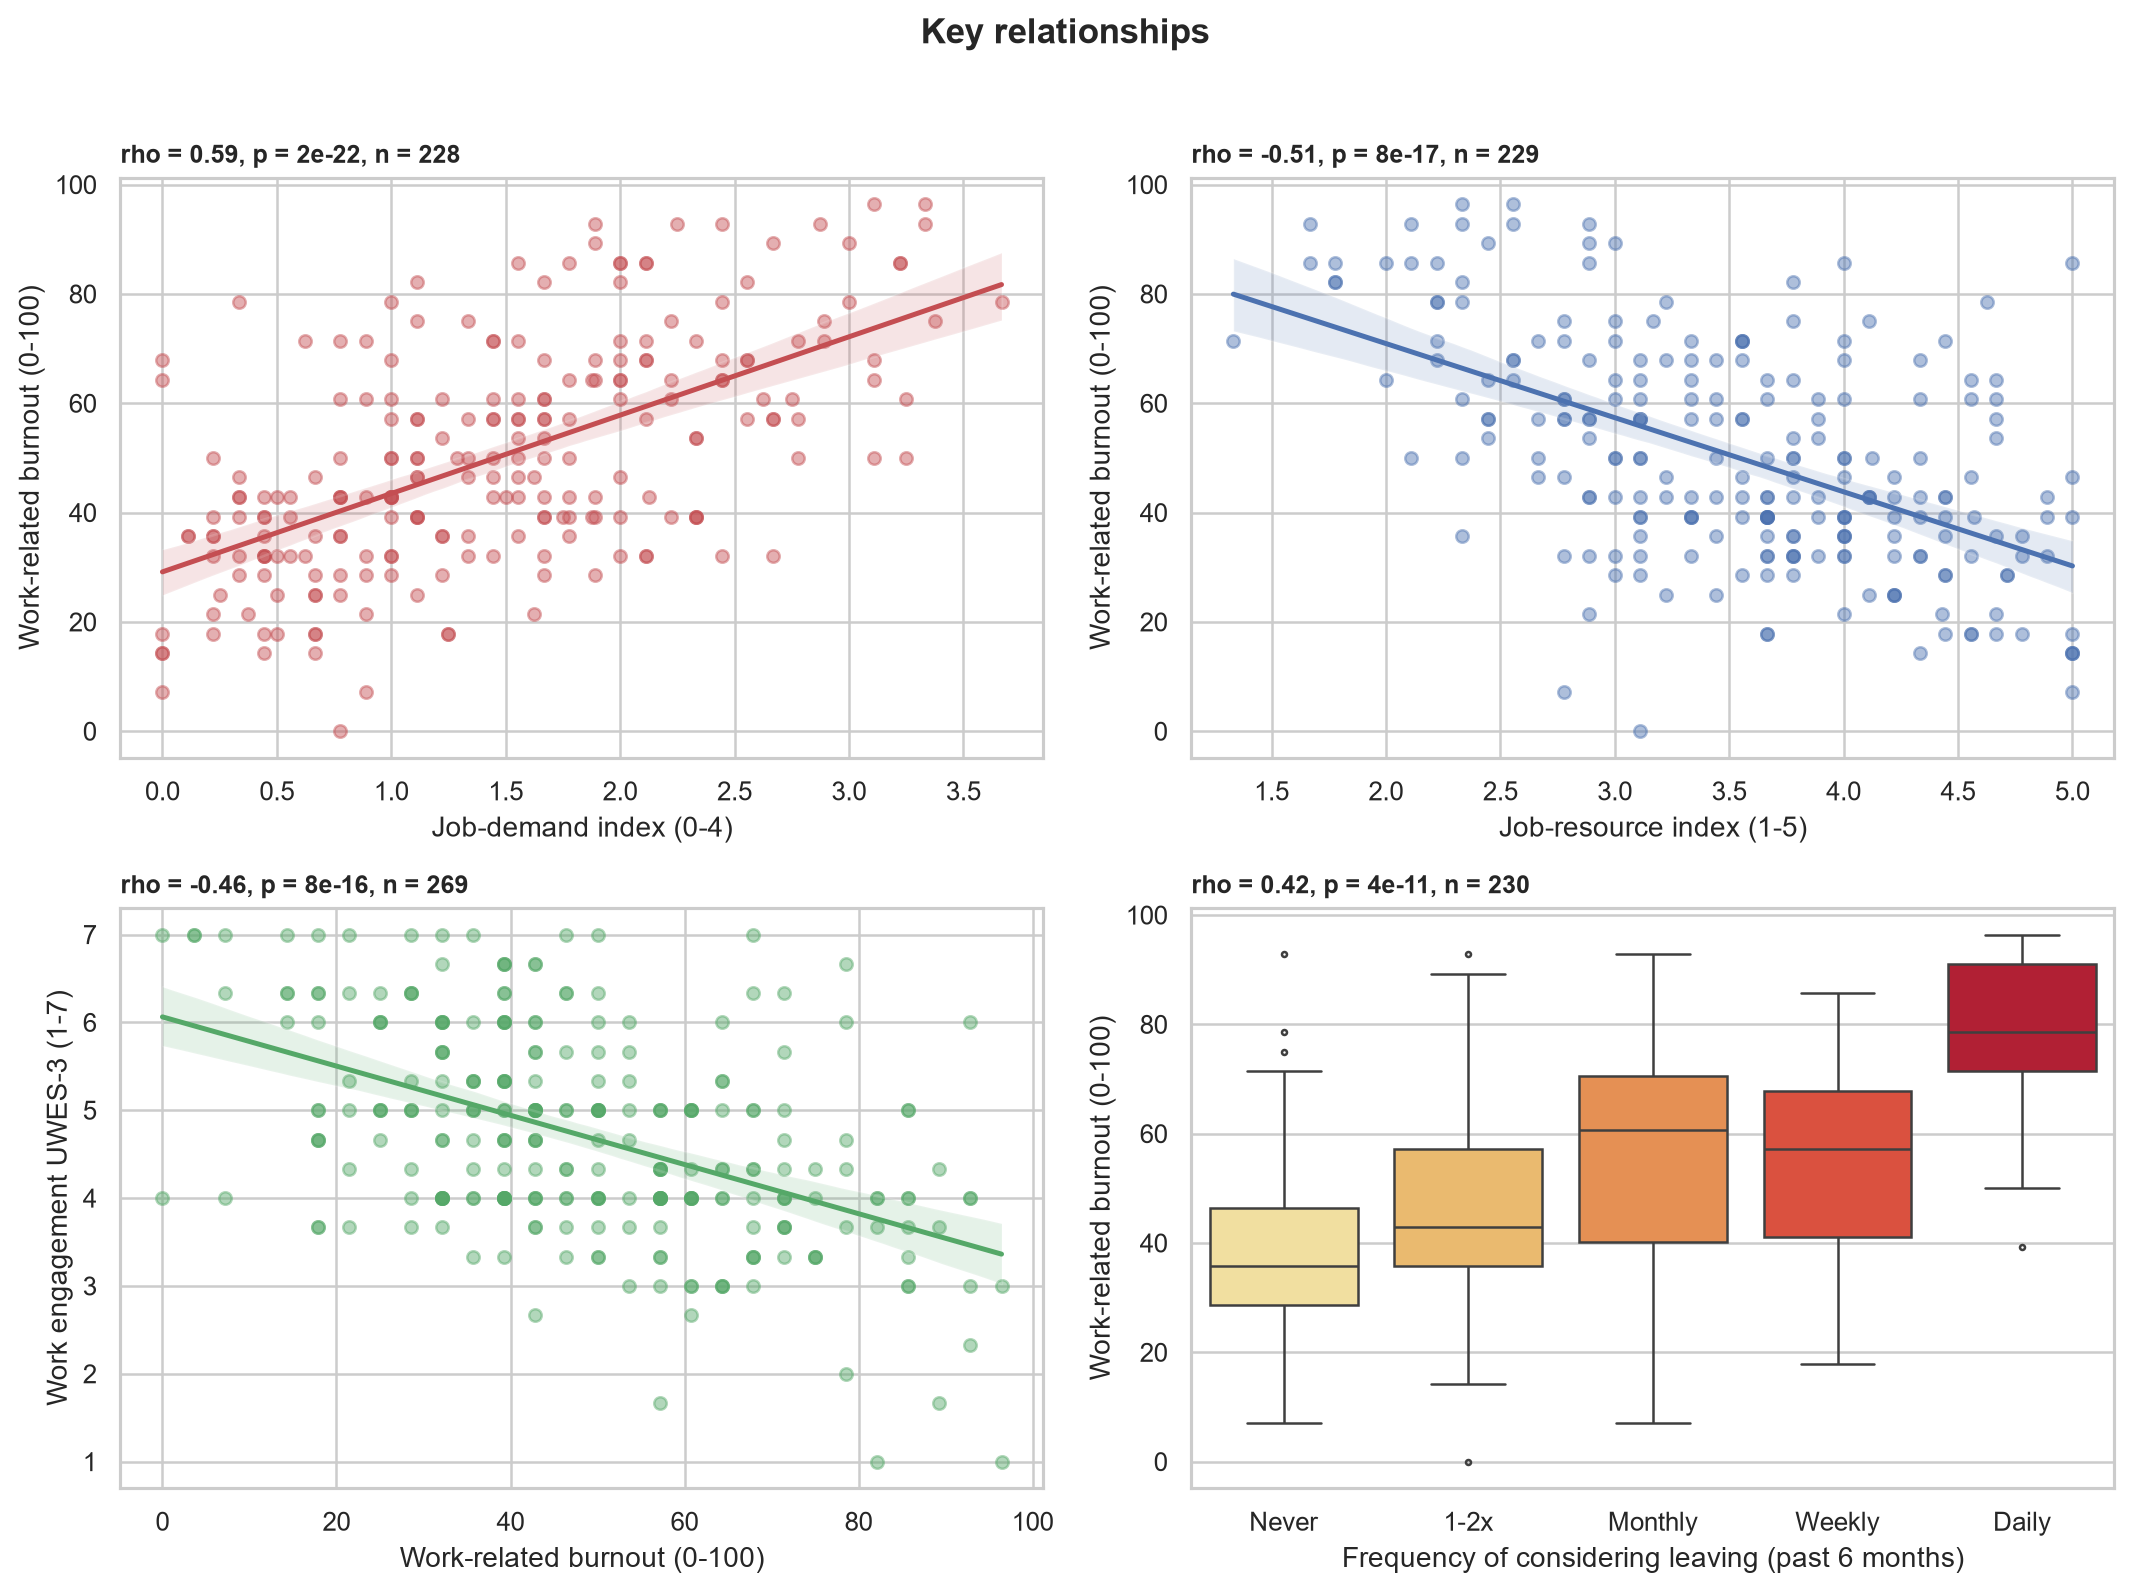 Key relationships
rho = 0.59, p = 2e-22, n = 228
100
80
60
40
20
0
Work-related burnout (0-100)
0.0 0.5 1.0 1.5 2.0 2.5 3.0 3.5
Job-demand index (0-4)
rho = -0.51, p = 8e-17, n = 229
100
80
60
40
20
0
Work-related burnout (0-100)
1.5 2.0 2.5 3.0 3.5 4.0 4.5 5.0
Job-resource index (1-5)
rho = -0.46, p = 8e-16, n = 269
7
6
5
4
3
2
1
Work engagement UWES-3 (1-7)
0 20 40 60 80 100
Work-related burnout (0-100)
rho = 0.42, p = 4e-11, n = 230
100
80
60
40
20
0
Work-related burnout (0-100)
Never 1-2x Monthly Weekly Daily
Frequency of considering leaving (past 6 months)